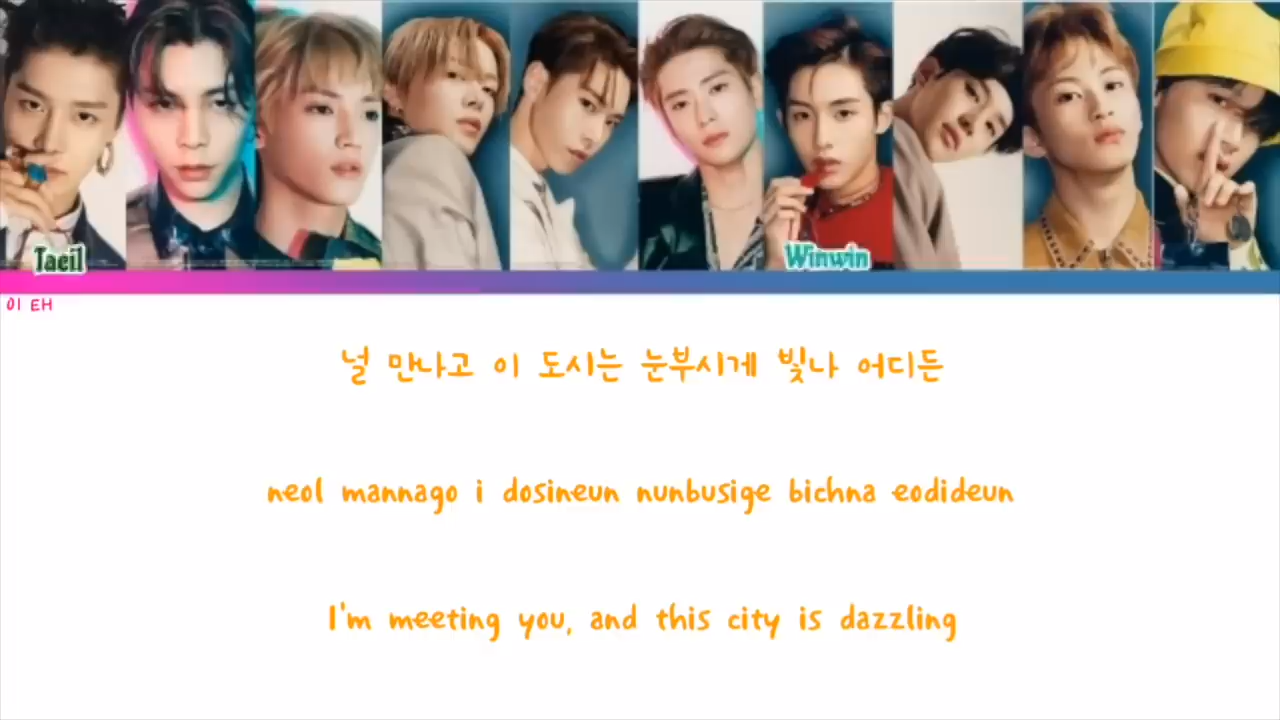 Taeil
Winwin
이 EH
널 만나고 이 도시는 눈부시게 빛나 어디든
neol mannago i dosineun nunbusige bichna eodideun
I'm meeting you, and this city is dazzling